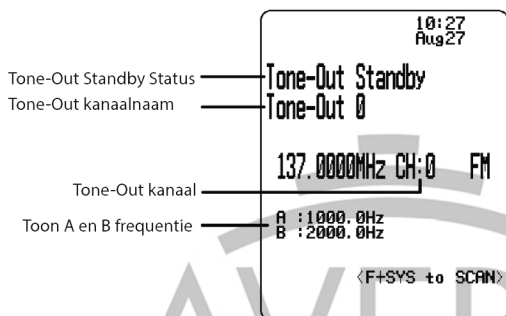 10:27
Aug27
Tone-Out Standby Status
Tone-Out Standby
Tone-Out kanaalnaam
Tone-Out 0
137.0000MHz CH:0 FM
Tone-Out kanaal
Toon A en B frequentie
A :1000.0Hz
B :2000.0Hz
<F+SYS to SCAN>